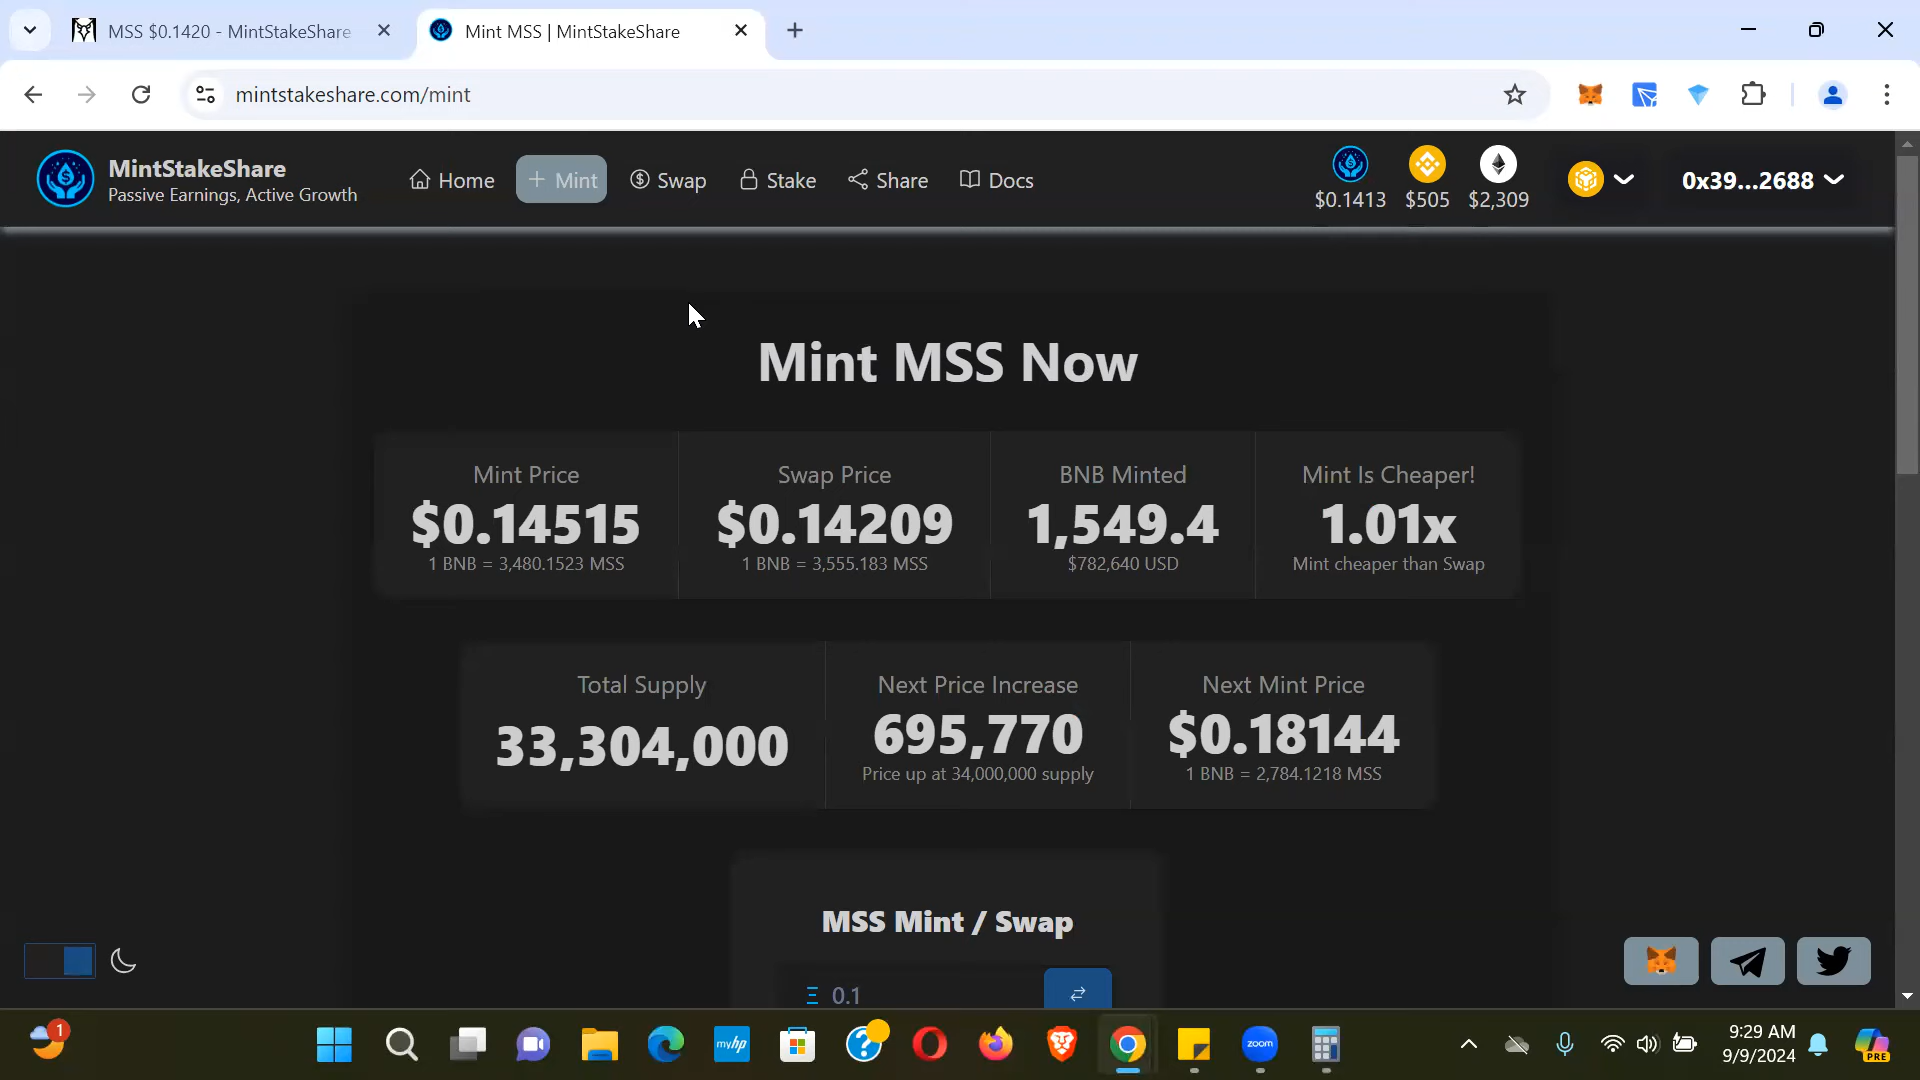 MSS $0.1420 - MintStakeShare
Mint MSS | MintStakeShare
mintstakeshare.com/mint
MintStakeShare
Passive Earnings, Active Growth
Home
Mint
Swap
Stake
Share
Docs
$0.1413
$505
$2,309
0x39...2688
Mint MSS Now
Mint Price
$0.14515
1 BNB = 3,480.1523 MSS
Swap Price
$0.14209
1 BNB = 3,555.183 MSS
BNB Minted
1,549.4
$782,640 USD
Mint Is Cheaper!
1.01x
Mint cheaper than Swap
Total Supply
33,304,000
Next Price Increase
695,770
Price up at 34,000,000 supply
Next Mint Price
$0.18144
1 BNB = 2,784.1218 MSS
MSS Mint / Swap
Ξ 0.1
1
myhp
zoom
9:29 AM
9/9/2024
PRE